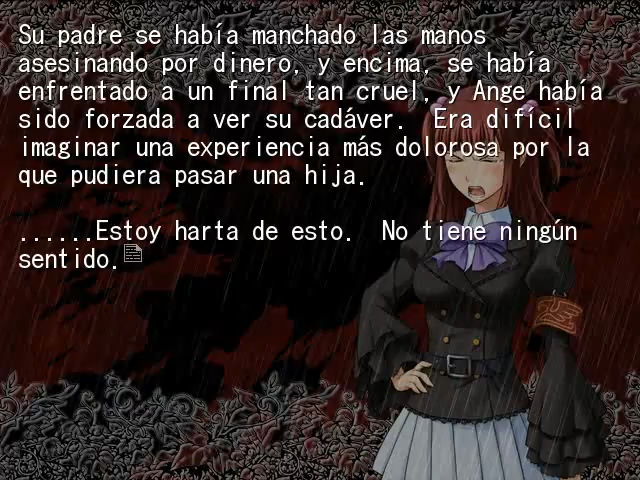 Su padre se había manchado las manos
asesinando por dinero, y encima, se había
enfrentado a un final tan cruel, y Ange había
sido forzada a ver su cadáver.  Era difícil
imaginar una experiencia más dolorosa por la
que pudiera pasar una hija.
......Estoy harta de esto.  No tiene ningún
sentido.